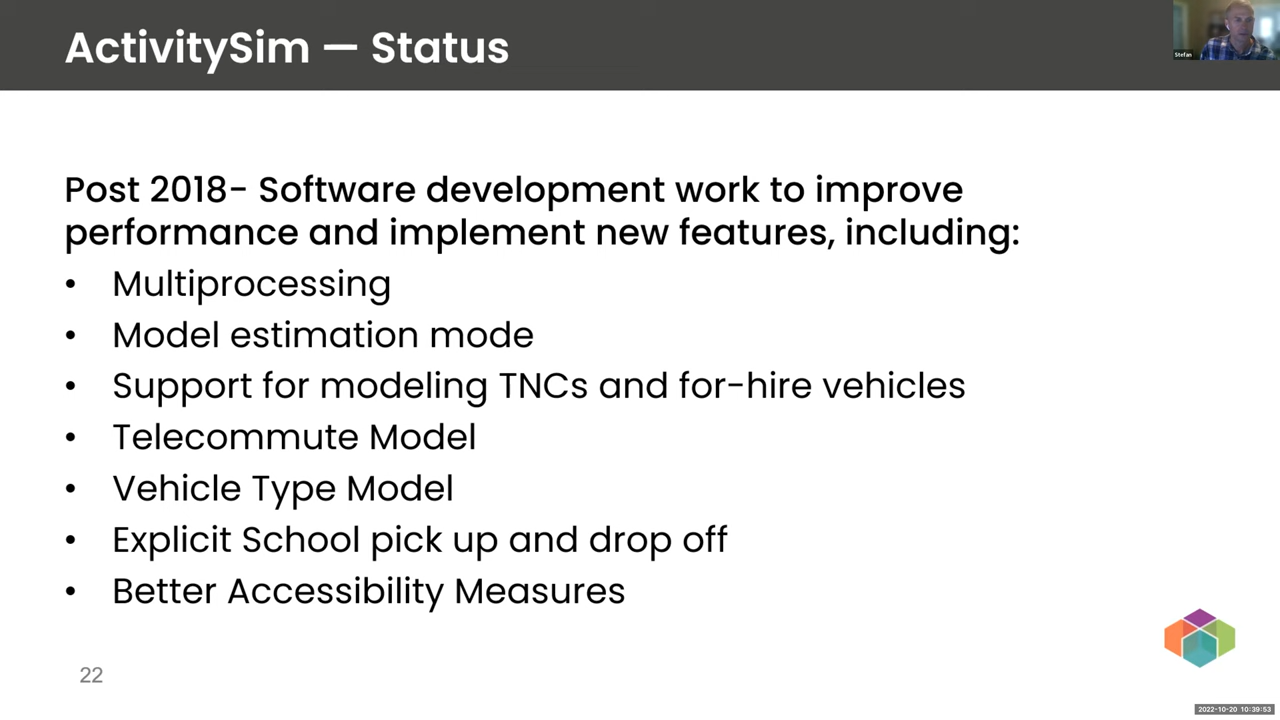 ActivitySim — Status
Stefan
Post 2018- Software development work to improve
performance and implement new features, including:
• Multiprocessing
• Model estimation mode
• Support for modeling TNCs and for-hire vehicles
• Telecommute Model
• Vehicle Type Model
• Explicit School pick up and drop off
• Better Accessibility Measures
22
2022-10-20 10:39:53